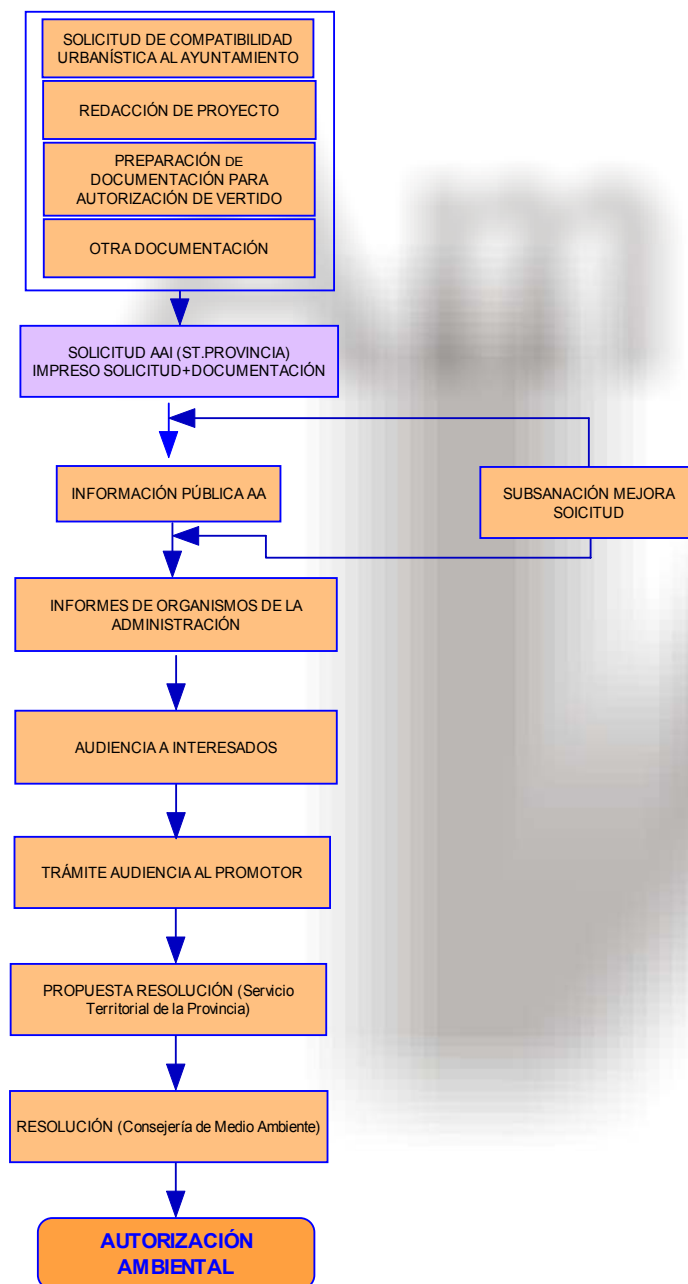 SOLICITUD DE COMPATIBILIDAD
URBANÍSTICA AL AYUNTAMIENTO
REDACCIÓN DE PROYECTO
PREPARACIÓN DE
DOCUMENTACIÓN PARA
AUTORIZACIÓN DE VERTIDO
OTRA DOCUMENTACIÓN
SOLICITUD AAI (ST.PROVINCIA)
IMPRESO SOLICITUD+DOCUMENTACIÓN
INFORMACIÓN PÚBLICA AA
SUBSANACIÓN MEJORA
SOICITUD
INFORMES DE ORGANISMOS DE LA
ADMINISTRACIÓN
AUDIENCIA A INTERESADOS
TRÁMITE AUDIENCIA AL PROMOTOR
PROPUESTA RESOLUCIÓN (Servicio
Territorial de la Provincia)
RESOLUCIÓN (Consejería de Medio Ambiente)
AUTORIZACIÓN
AMBIENTAL